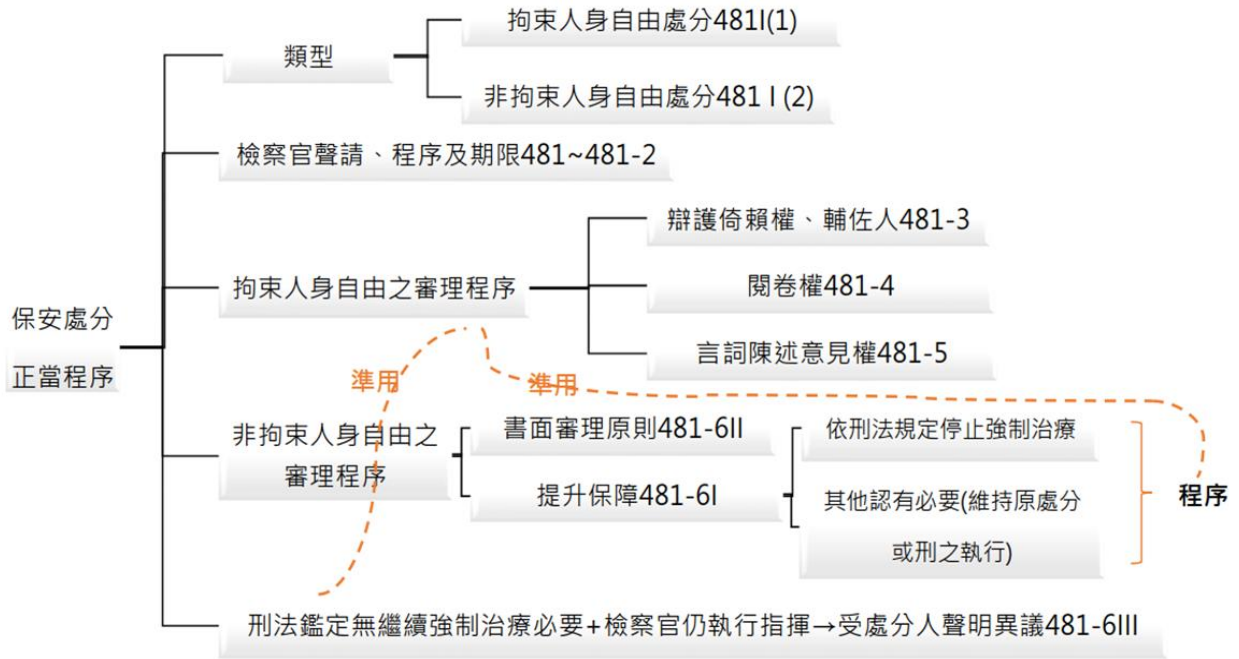 保安處分
正當程序
類型
拘束人身自由處分481I(1)
非拘束人身自由處分481 I (2)
檢察官聲請、程序及期限481~481-2
拘束人身自由之審理程序
辯護倚賴權、輔佐人481-3
閱卷權481-4
言詞陳述意見權481-5
準用
準用
非拘束人身自由之
審理程序
書面審理原則481-6II
提升保障481-6I
依刑法規定停止強制治療
其他認有必要(維持原處分
或刑之執行)
程序
刑法鑑定無繼續強制治療必要+檢察官仍執行指揮→受處分人聲明異議481-6III